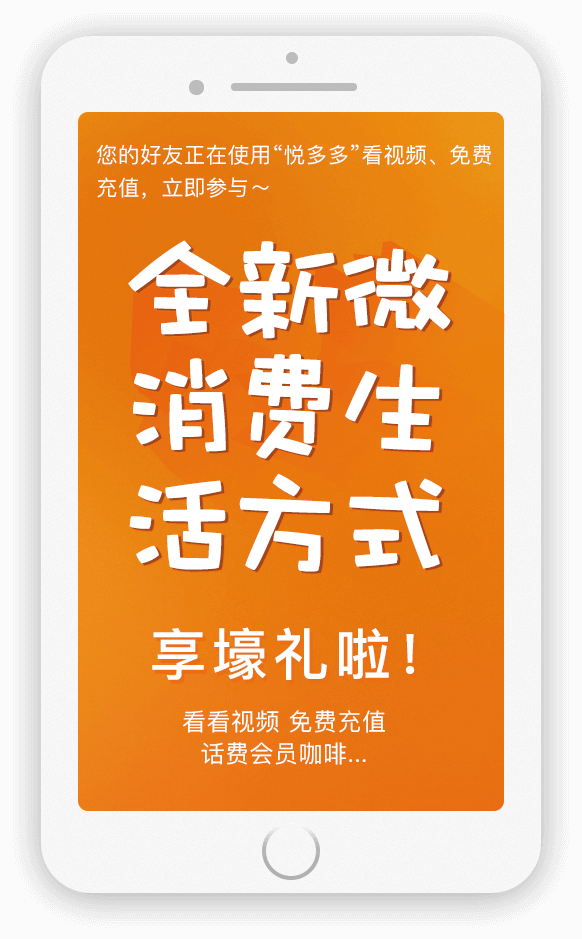 您的好友正在使用“悦多多”看视频、免费
充值，立即参与～
全新微
消费生
活方式
享壕礼啦！
看看视频 免费充值
话费会员咖啡...